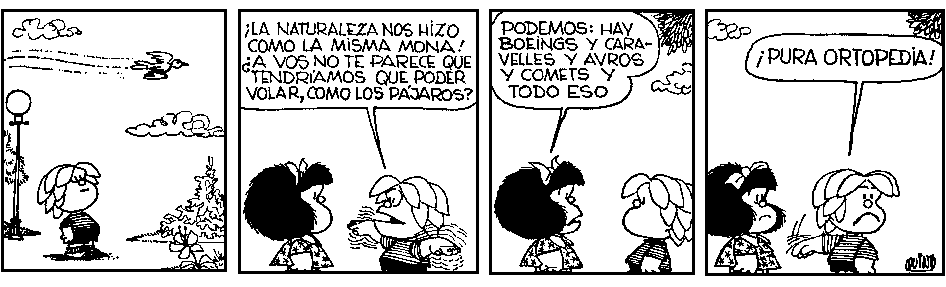 ¡LA NATURALEZA NOS HIZO
COMO LA MISMA MONA!
¿A VOS NO TE PARECE QUE
TENDRÍAMOS QUE PODER
VOLAR, COMO LOS PÁJAROS?
PODEMOS: HAY
BOEINGS Y CARA-
VELLES Y AVROS
Y COMETS Y
TODO ESO
¡PURA ORTOPEDIA!
QUINO